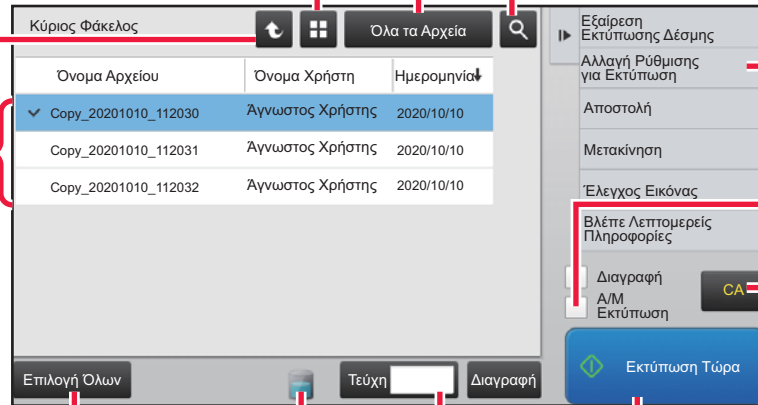 Κύριος Φάκελος
Όλα τα Αρχεία
Όνομα Αρχείου Όνομα Χρήστη Ημερομηνία
Copy_20201010_112030 Άγνωστος Χρήστης 2020/10/10
Copy_20201010_112031 Άγνωστος Χρήστης 2020/10/10
Copy_20201010_112032 Άγνωστος Χρήστης 2020/10/10
Επιλογή Όλων
Τεύχη
Διαγραφή
Εξαίρεση
Εκτύπωσης Δέσμης
Αλλαγή Ρύθμισης
για Εκτύπωση
Αποστολή
Μετακίνηση
Έλεγχος Εικόνας
Βλέπε Λεπτομερείς
Πληροφορίες
Διαγραφή
Α/Μ
Εκτύπωση
CA
Εκτύπωση Τώρα